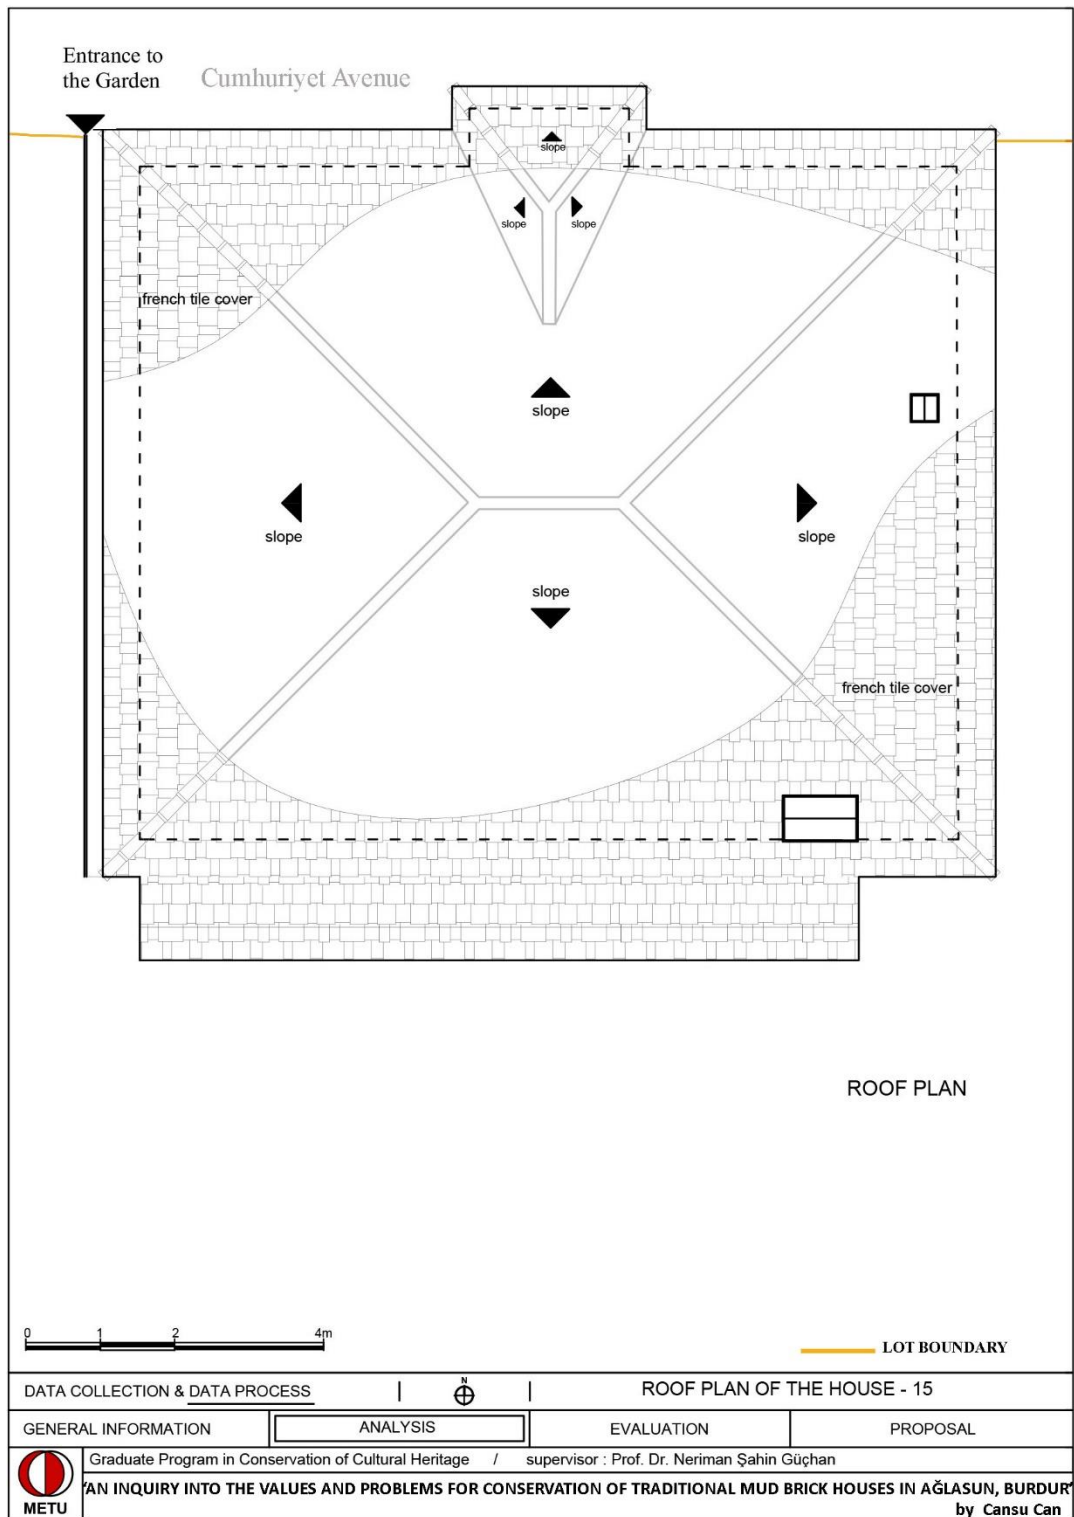 Entrance to
the Garden
Cumhuriyet Avenue
slope
slope
slope
french tile cover
slope
slope
slope
slope
french tile cover
ROOF PLAN
0 1 2 4m
LOT BOUNDARY
DATA COLLECTION & DATA PROCESS
N
ROOF PLAN OF THE HOUSE - 15
GENERAL INFORMATION
ANALYSIS
EVALUATION
PROPOSAL
METU
Graduate Program in Conservation of Cultural Heritage / supervisor : Prof. Dr. Neriman Şahin Güçhan
"AN INQUIRY INTO THE VALUES AND PROBLEMS FOR CONSERVATION OF TRADITIONAL MUD BRICK HOUSES IN AĞLASUN, BURDUR"
by Cansu Can